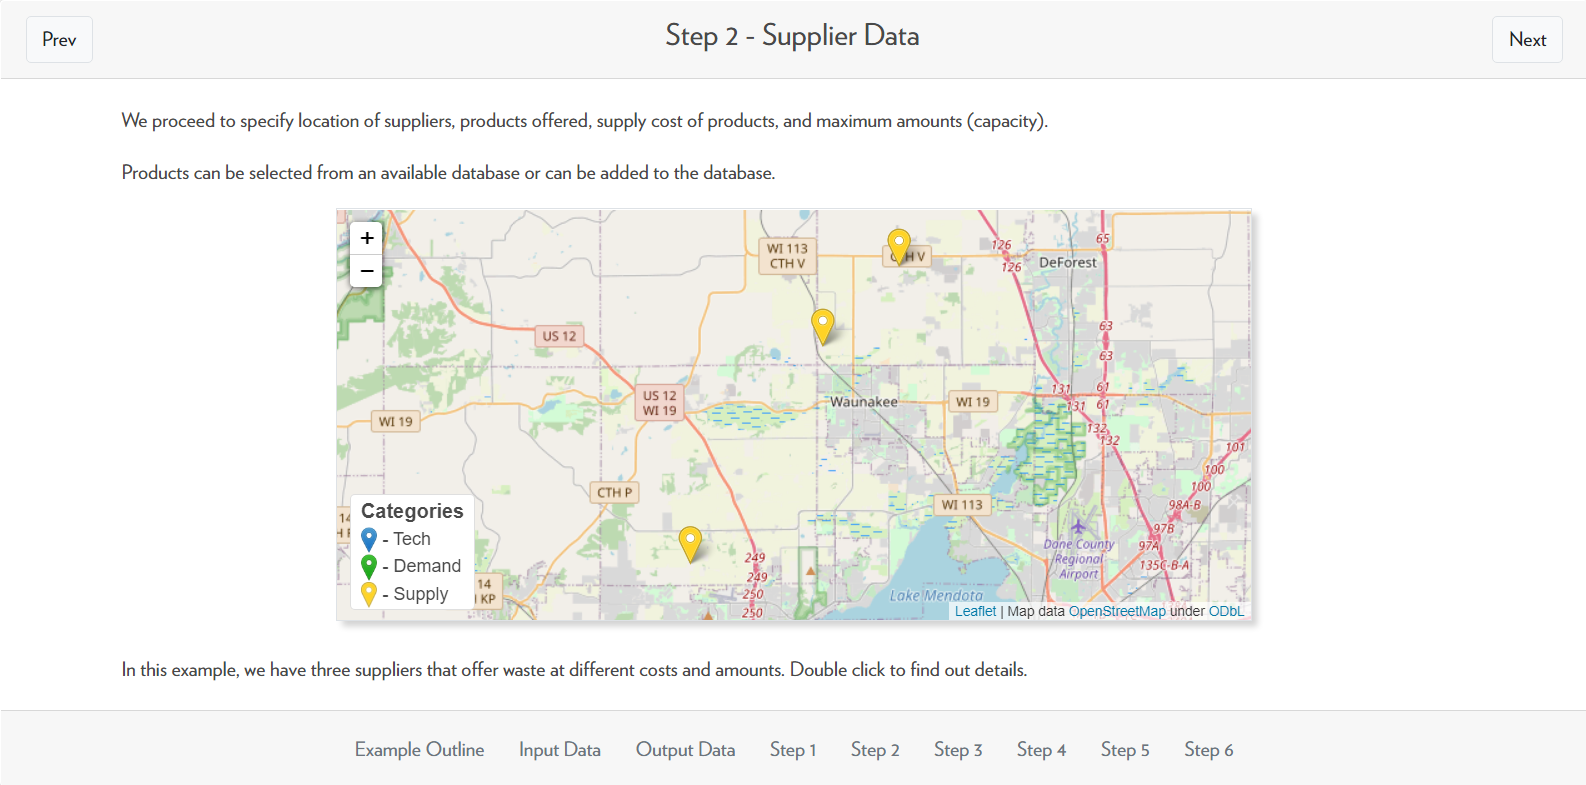 Prev
Step 2 - Supplier Data
Next
We proceed to specify location of suppliers, products offered, supply cost of products, and maximum amounts (capacity).
Products can be selected from an available database or can be added to the database.
+
−
WI 113
CTH V
126
126
65
DeForest
US 12
63
63
US 12
WI 19
WI 19
Waunakee
WI 19
131
61
131
61
132
132
101
100
100
CTH P
WI 113
98A-B
97B
97A
135C-B-A
Dane County
Regional
Airport
249
249
250
250
Lake Mendota
14
14
KP
Categories
- Tech
- Demand
- Supply
Leaflet | Map data OpenStreetMap under ODbL
In this example, we have three suppliers that offer waste at different costs and amounts. Double click to find out details.
Example Outline Input Data Output Data Step 1 Step 2 Step 3 Step 4 Step 5 Step 6